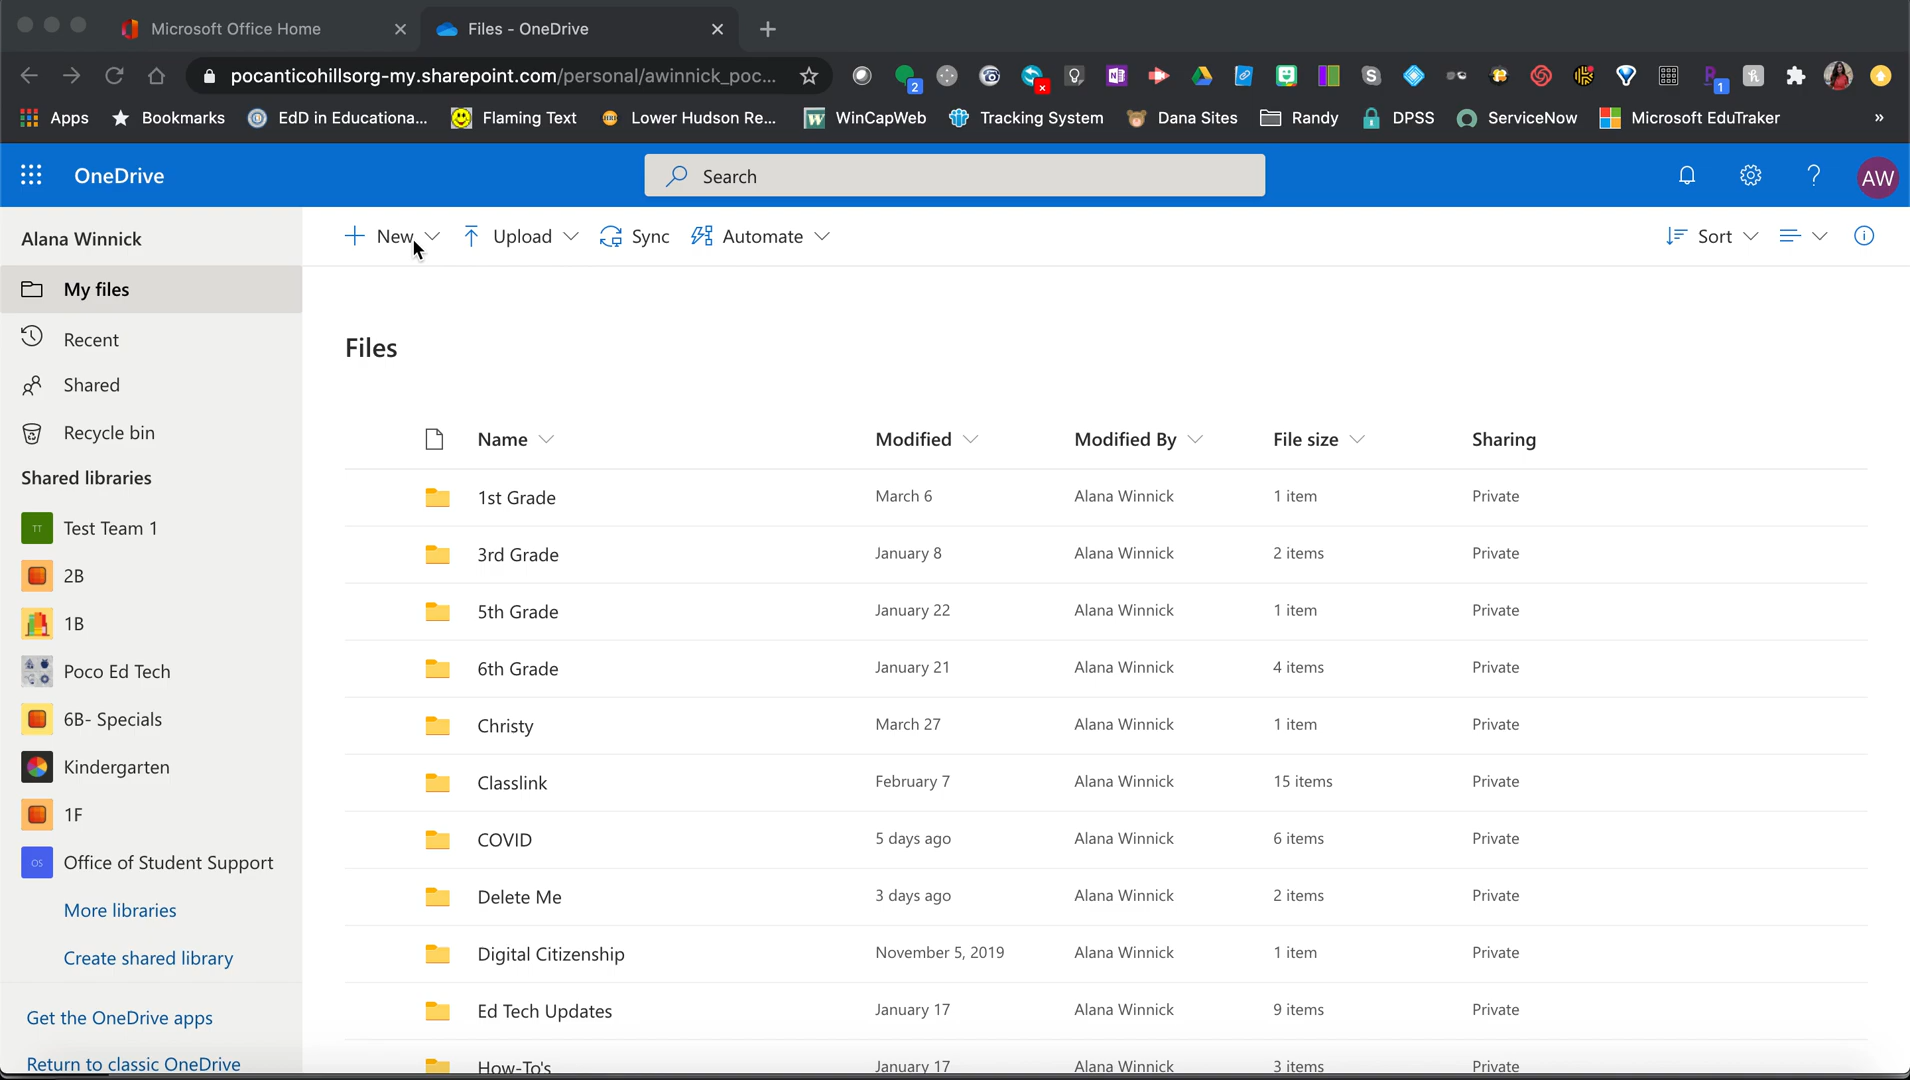 Microsoft Office Home
Files - OneDrive
pocanticohillsorg-my.sharepoint.com/personal/awinnick_poc...
2
1
Apps
Bookmarks
EdD in Educationa...
Flaming Text
Lower Hudson Re...
WinCapWeb
Tracking System
Dana Sites
Randy
DPSS
ServiceNow
Microsoft EduTraker
»
OneDrive
Search
AW
Alana Winnick
New
Upload
Sync
Automate
Sort
My files
Recent
Shared
Recycle bin
Shared libraries
TT Test Team 1
2B
1B
Poco Ed Tech
6B- Specials
Kindergarten
1F
OS Office of Student Support
More libraries
Create shared library
Get the OneDrive apps
Return to classic OneDrive
Files
Name Modified Modified By File size Sharing
1st Grade March 6 Alana Winnick 1 item Private
3rd Grade January 8 Alana Winnick 2 items Private
5th Grade January 22 Alana Winnick 1 item Private
6th Grade January 21 Alana Winnick 4 items Private
Christy March 27 Alana Winnick 1 item Private
Classlink February 7 Alana Winnick 15 items Private
COVID 5 days ago Alana Winnick 6 items Private
Delete Me 3 days ago Alana Winnick 2 items Private
Digital Citizenship November 5, 2019 Alana Winnick 1 item Private
Ed Tech Updates January 17 Alana Winnick 9 items Private
How-To's January 17 Alana Winnick 3 items Private